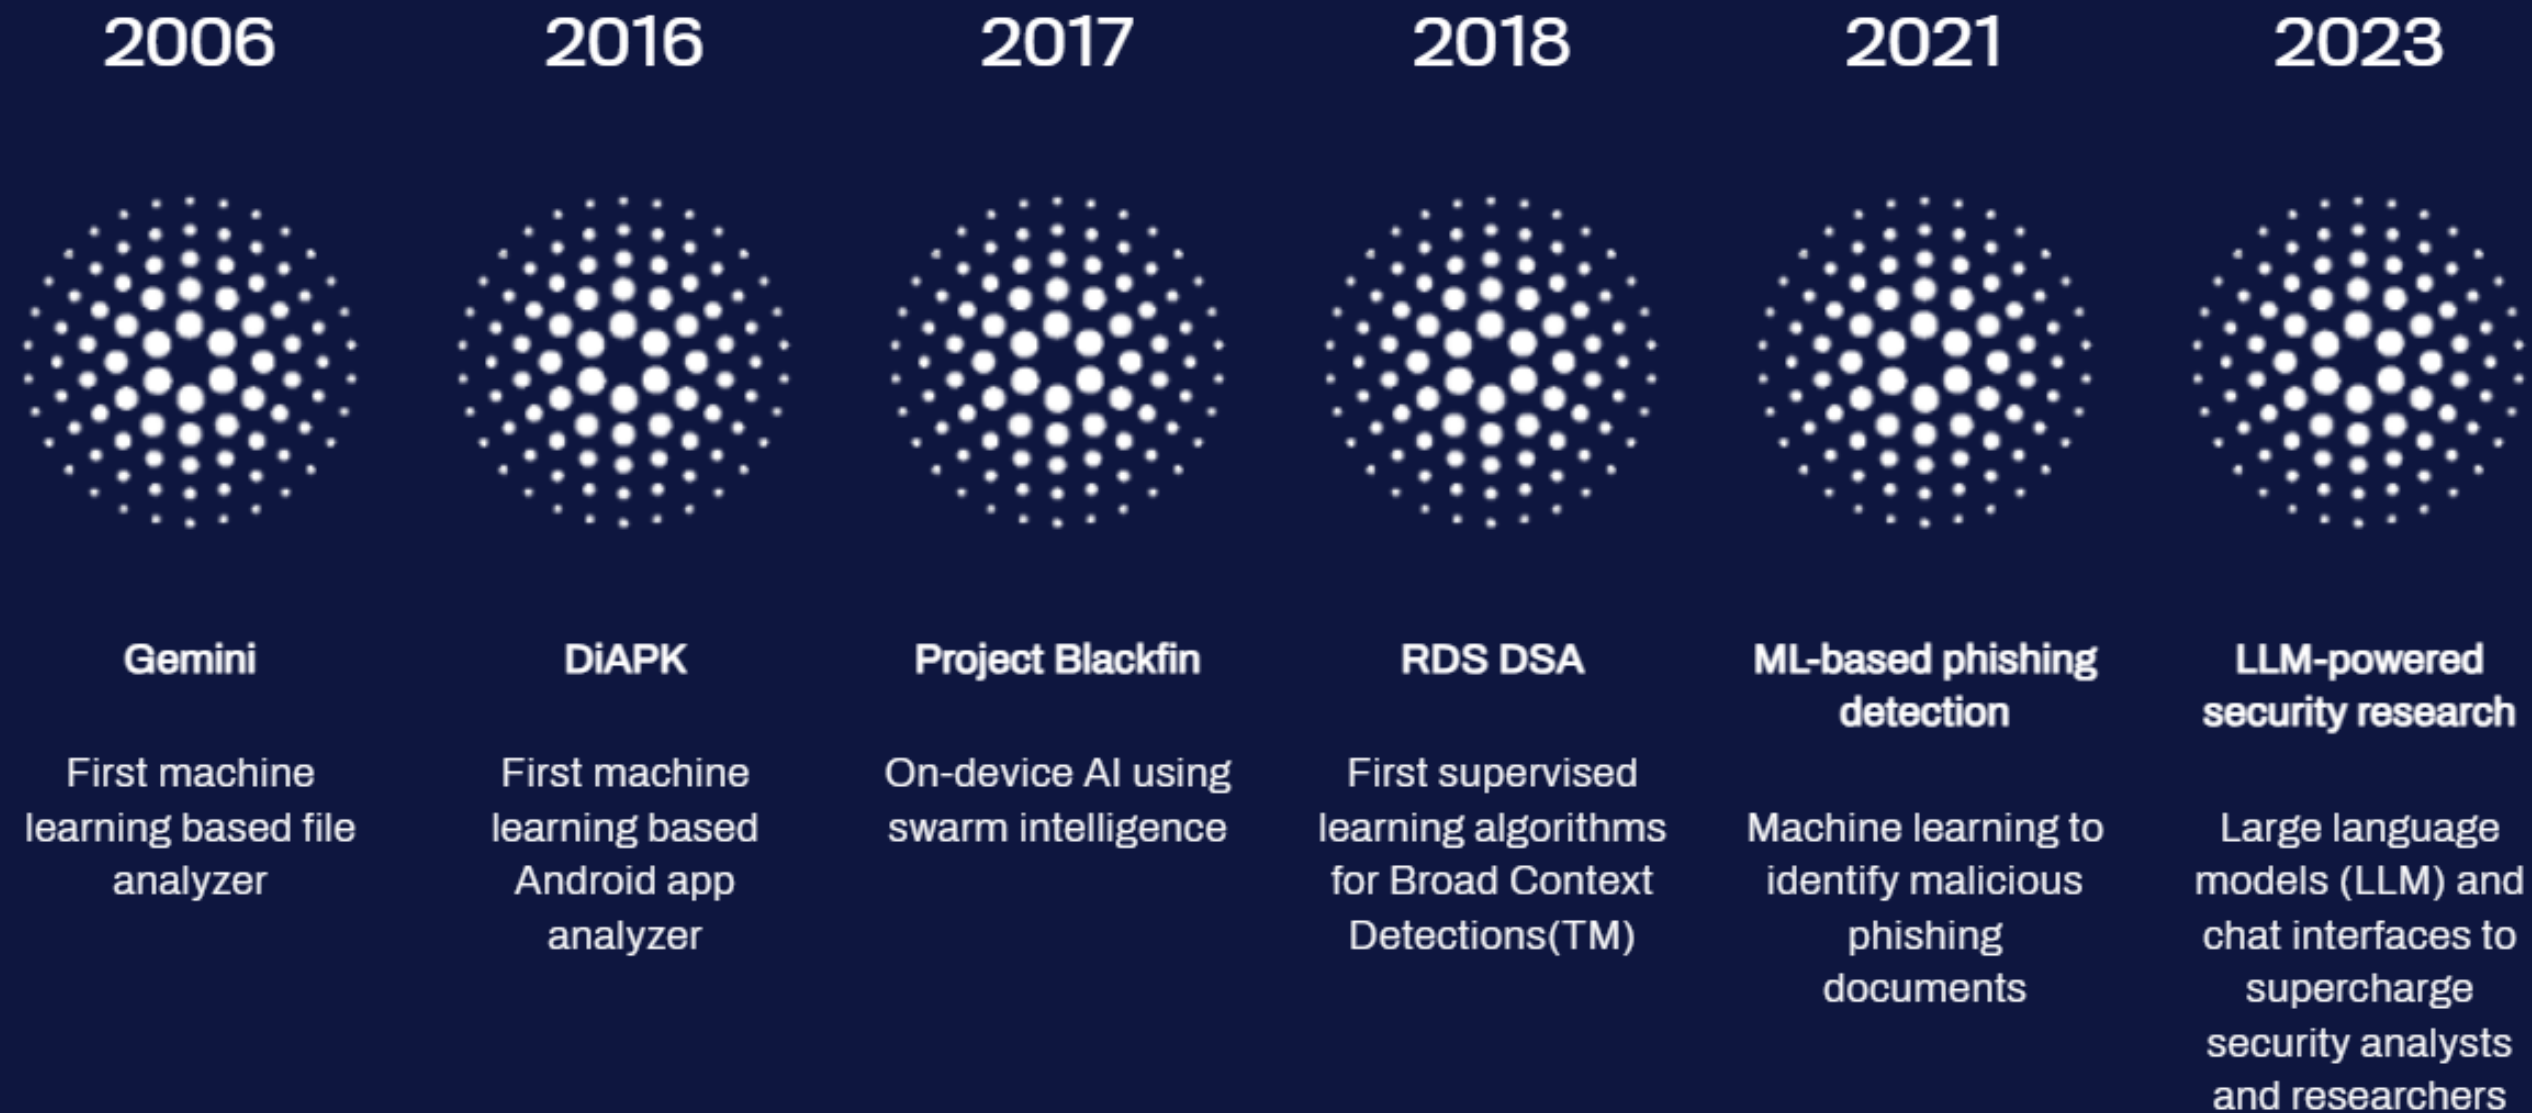 2006
2016
2017
2018
2021
2023
Gemini
First machine
learning based file
analyzer
DiAPK
First machine
learning based
Android app
analyzer
Project Blackfin
On-device AI using
swarm intelligence
RDS DSA
First supervised
learning algorithms
for Broad Context
Detections(TM)
ML-based phishing
detection
Machine learning to
identify malicious
phishing
documents
LLM-powered
security research
Large language
models (LLM) and
chat interfaces to
supercharge
security analysts
and researchers